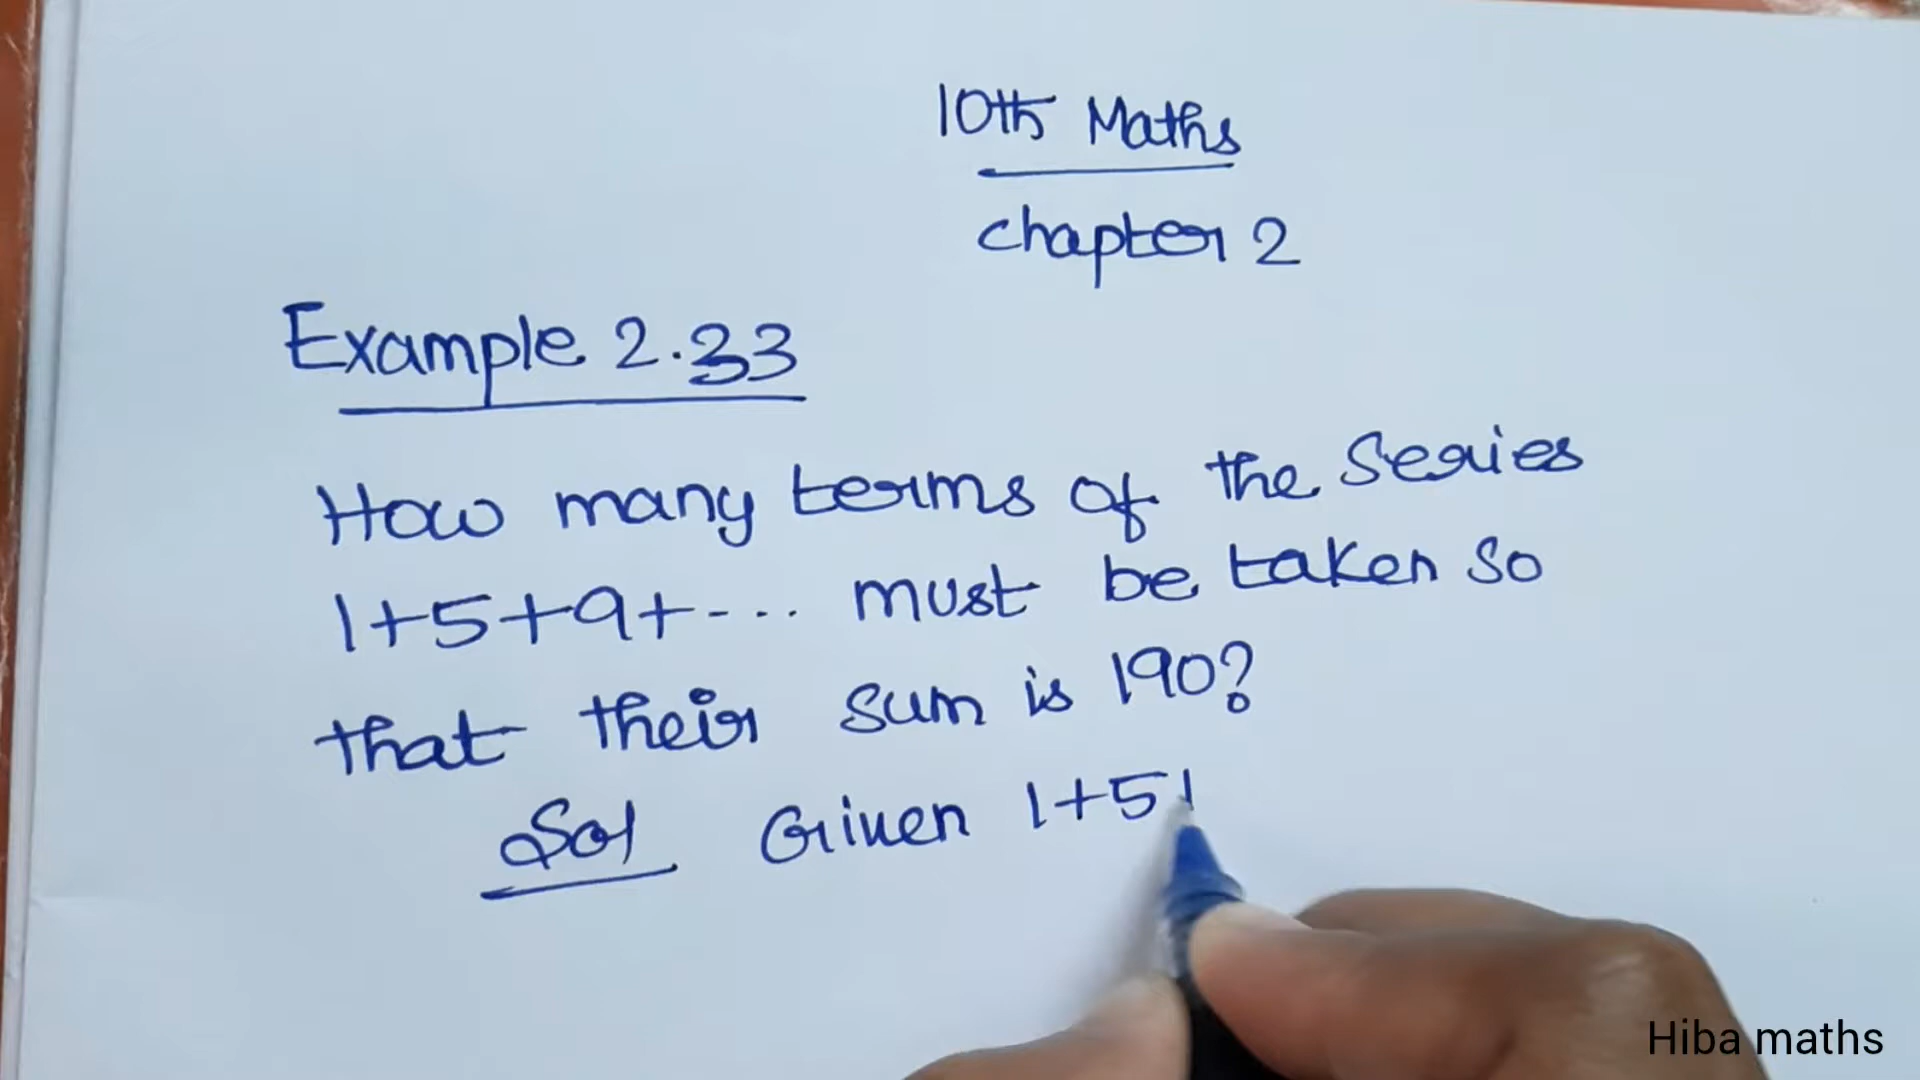 10th Maths
chapter 2
Example 2.33
How many terms of the series
1+5+9+--... must be taken so
that their sum is 190?
Sol Given 1+5+
Hiba maths